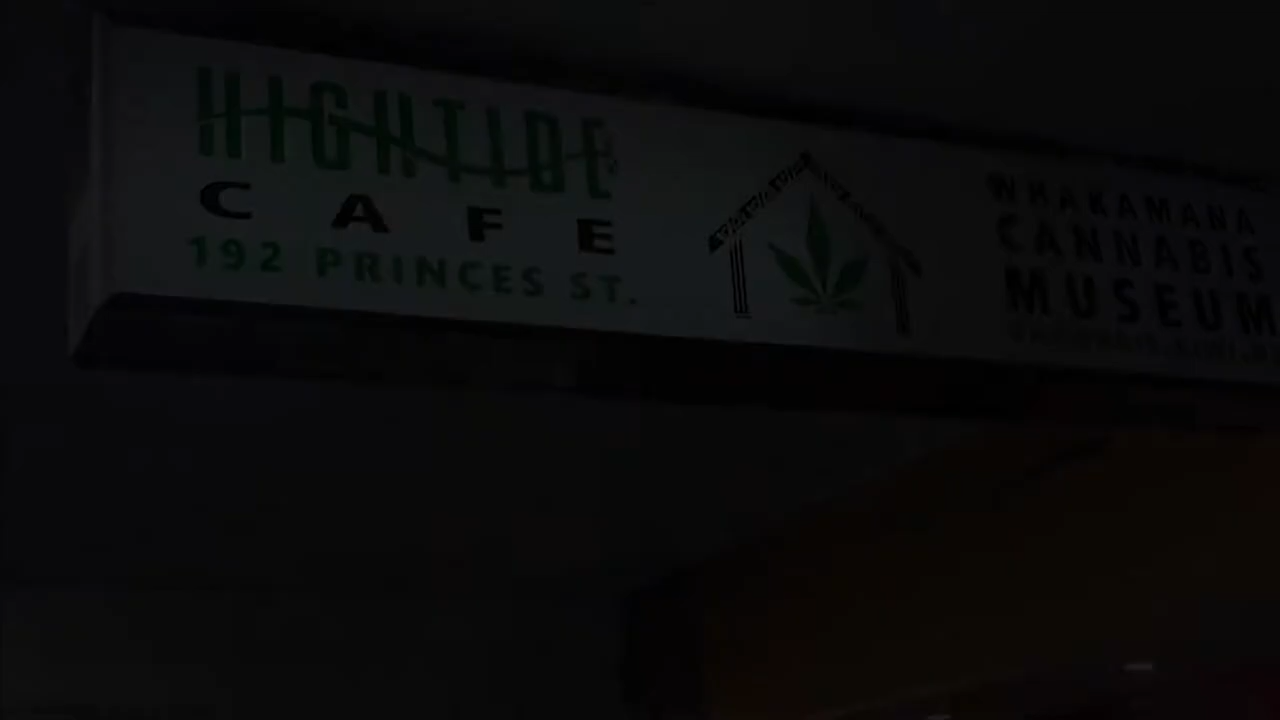 HIGHTIDE
CAFE
192 PRINCES ST.
WHAKAMANA
CANNABIS
MUSEUM